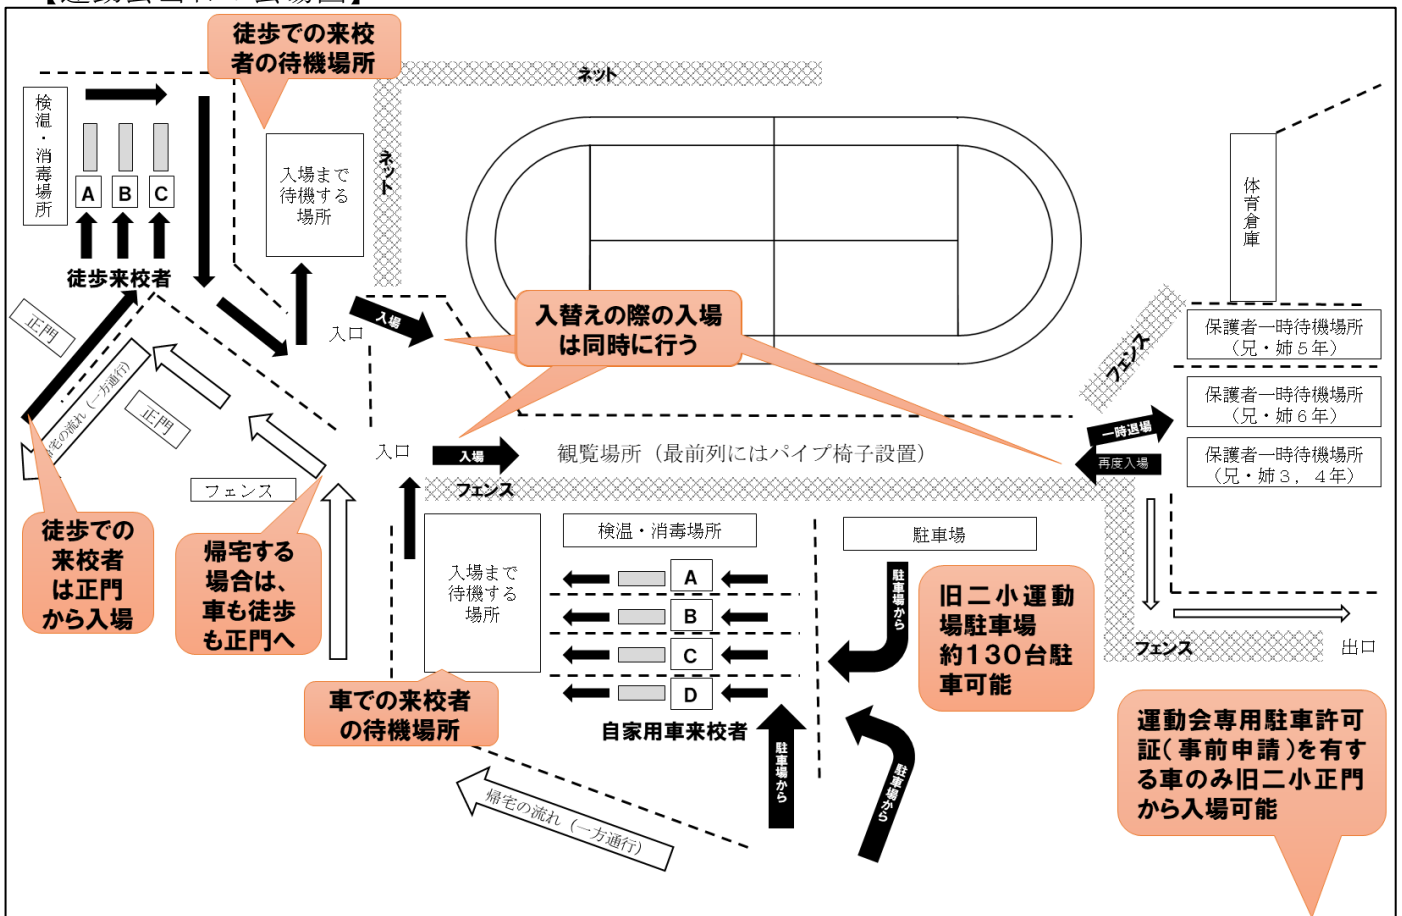 【運動会当日の会場図】
徒歩での来校
者の待機場所
ネット
検温・消毒場所
A
B
C
徒歩来校者
入場まで
待機する
場所
ネット
体育倉庫
正門
入口
入場
入替えの際の入場
は同時に行う
フェンス
保護者一時待機場所
(兄・姉5年)
保護者一時待機場所
(兄・姉6年)
保護者一時待機場所
(兄・姉3,4年)
一時退場
再度入場
帰宅の流れ(一方通行)
正門
入口
入場
観覧場所(最前列にはパイプ椅子設置)
フェンス
フェンス
徒歩での
来校者
は正門
から入場
帰宅する
場合は、
車も徒歩
も正門へ
入場まで
待機する
場所
検温・消毒場所
A
B
C
D
自家用車来校者
駐車場
駐車場から
旧二小運動
場駐車場
約130台駐
車可能
フェンス
出口
車での来校者
の待機場所
駐車場から
駐車場から
帰宅の流れ(一方通行)
運動会専用駐車許可
証(事前申請)を有す
る車のみ旧二小正門
から入場可能